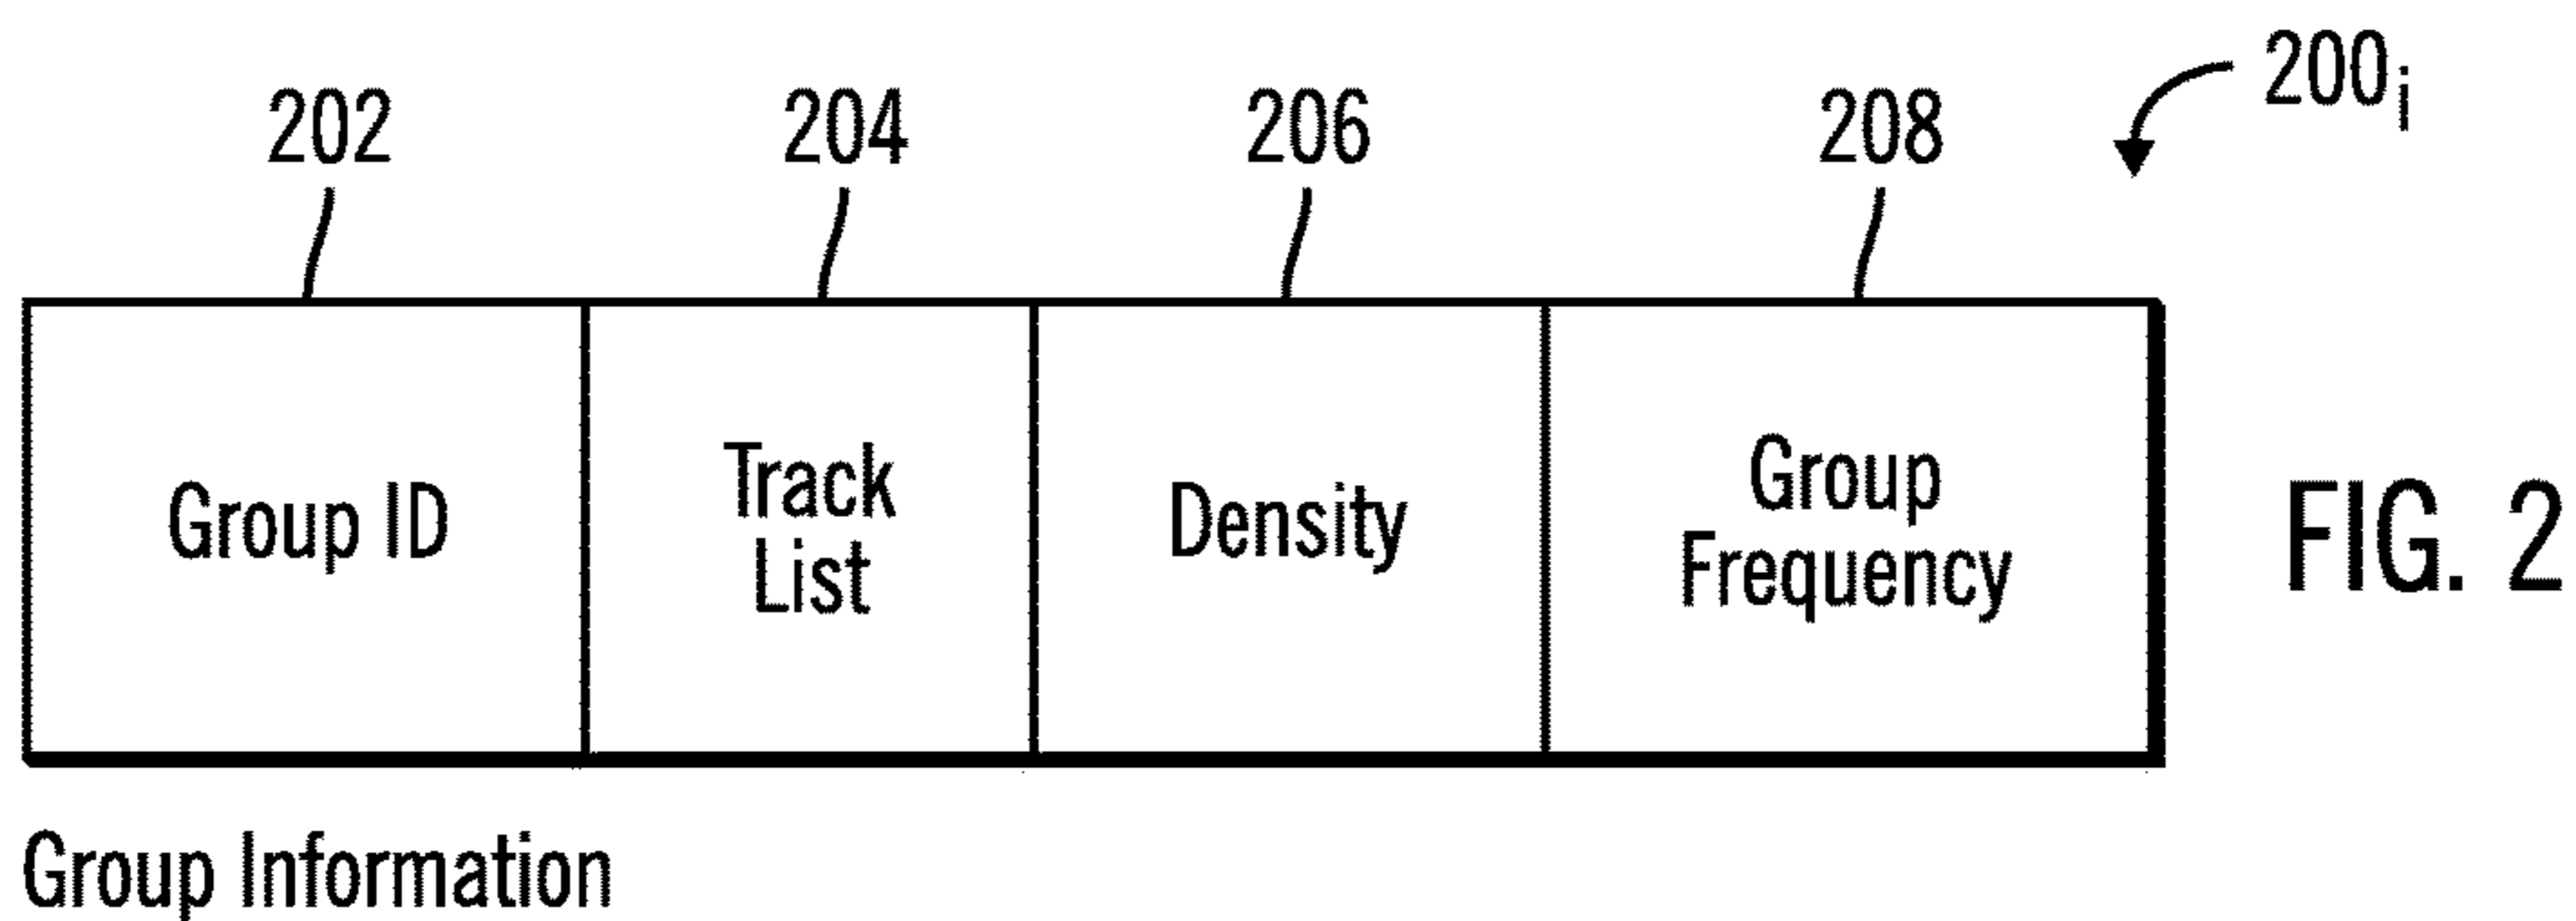 202 204 206 208 200i
Group ID
Track
List
Density
Group
Frequency
FIG. 2
Group Information